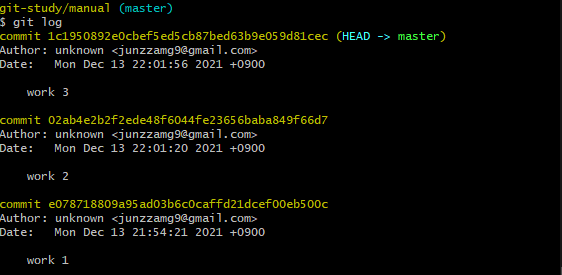 git-study/manual (master)
$ git log
commit 1c1950892e0cbef5ed5cb87bed63b9e059d81cec (HEAD -> master)
Author: unknown <junzzamg9@gmail.com>
Date:   Mon Dec 13 22:01:56 2021 +0900
work 3
commit 02ab4e2b2f2ede48f6044fe23656baba849f66d7
Author: unknown <junzzamg9@gmail.com>
Date:   Mon Dec 13 22:01:20 2021 +0900
work 2
commit e078718809a95ad03b6c0caffd21dcef00eb500c
Author: unknown <junzzamg9@gmail.com>
Date:   Mon Dec 13 21:54:21 2021 +0900
work 1